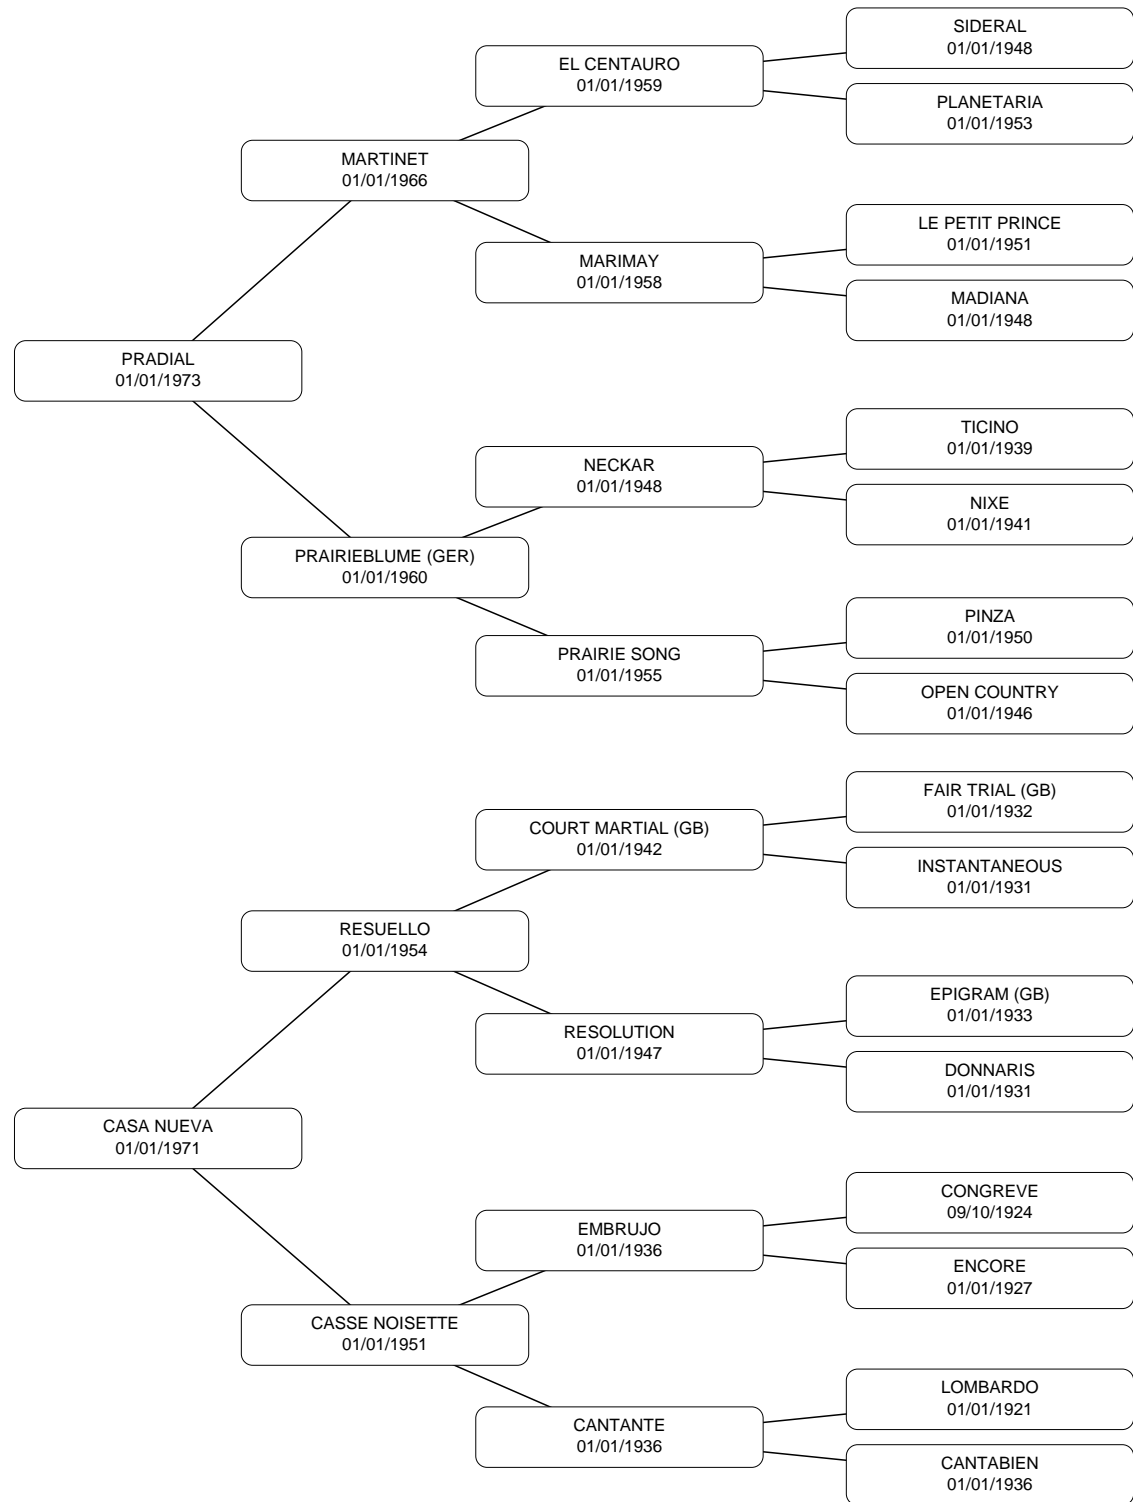 SIDERAL
01/01/1948
EL CENTAURO
01/01/1959
PLANETARIA
01/01/1953
MARTINET
01/01/1966
LE PETIT PRINCE
01/01/1951
MARIMAY
01/01/1958
MADIANA
01/01/1948
PRADIAL
01/01/1973
TICINO
01/01/1939
NECKAR
01/01/1948
NIXE
01/01/1941
PRAIRIEBLUME (GER)
01/01/1960
PINZA
01/01/1950
PRAIRIE SONG
01/01/1955
OPEN COUNTRY
01/01/1946
FAIR TRIAL (GB)
01/01/1932
COURT MARTIAL (GB)
01/01/1942
INSTANTANEOUS
01/01/1931
RESUELLO
01/01/1954
EPIGRAM (GB)
01/01/1933
RESOLUTION
01/01/1947
DONNARIS
01/01/1931
CASA NUEVA
01/01/1971
CONGREVE
09/10/1924
EMBRUJO
01/01/1936
ENCORE
01/01/1927
CASSE NOISETTE
01/01/1951
LOMBARDO
01/01/1921
CANTANTE
01/01/1936
CANTABIEN
01/01/1936